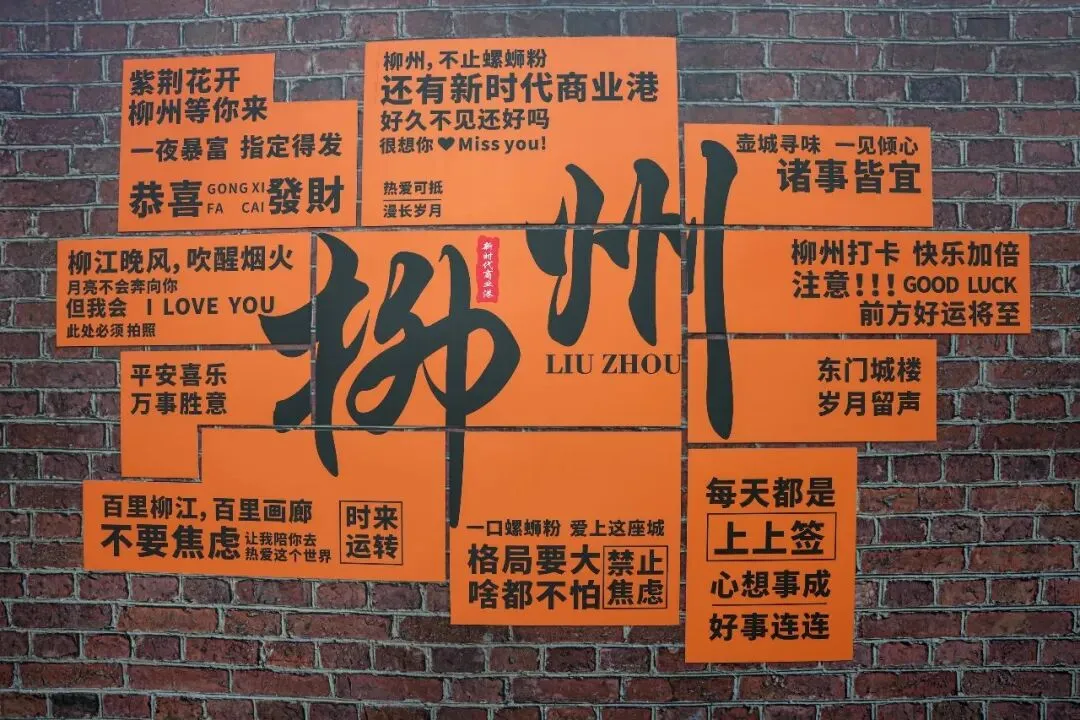 紫荆花开
柳州等你来
一夜暴富 指定得发
恭喜 GONG XI FA CAI 發財
柳州，不止螺蛳粉
还有新时代商业港
好久不见还好吗
很想你❤Miss you!
热爱可抵
漫长岁月
壶城寻味 一见倾心
诸事皆宜
柳江晚风，吹醒烟火
月亮不会奔向你
但我会 I LOVE YOU
此处必须 拍照
柳州
新时代商业港
LIU ZHOU
柳州打卡 快乐加倍
注意!!! GOOD LUCK
前方好运将至
平安喜乐
万事胜意
东门城楼
岁月留声
百里柳江，百里画廊
不要焦虑 让我陪你去 热爱这个世界
时来
运转
一口螺蛳粉 爱上这座城
格局要大
啥都不怕
禁止
焦虑
每天都是
上上签
心想事成
好事连连